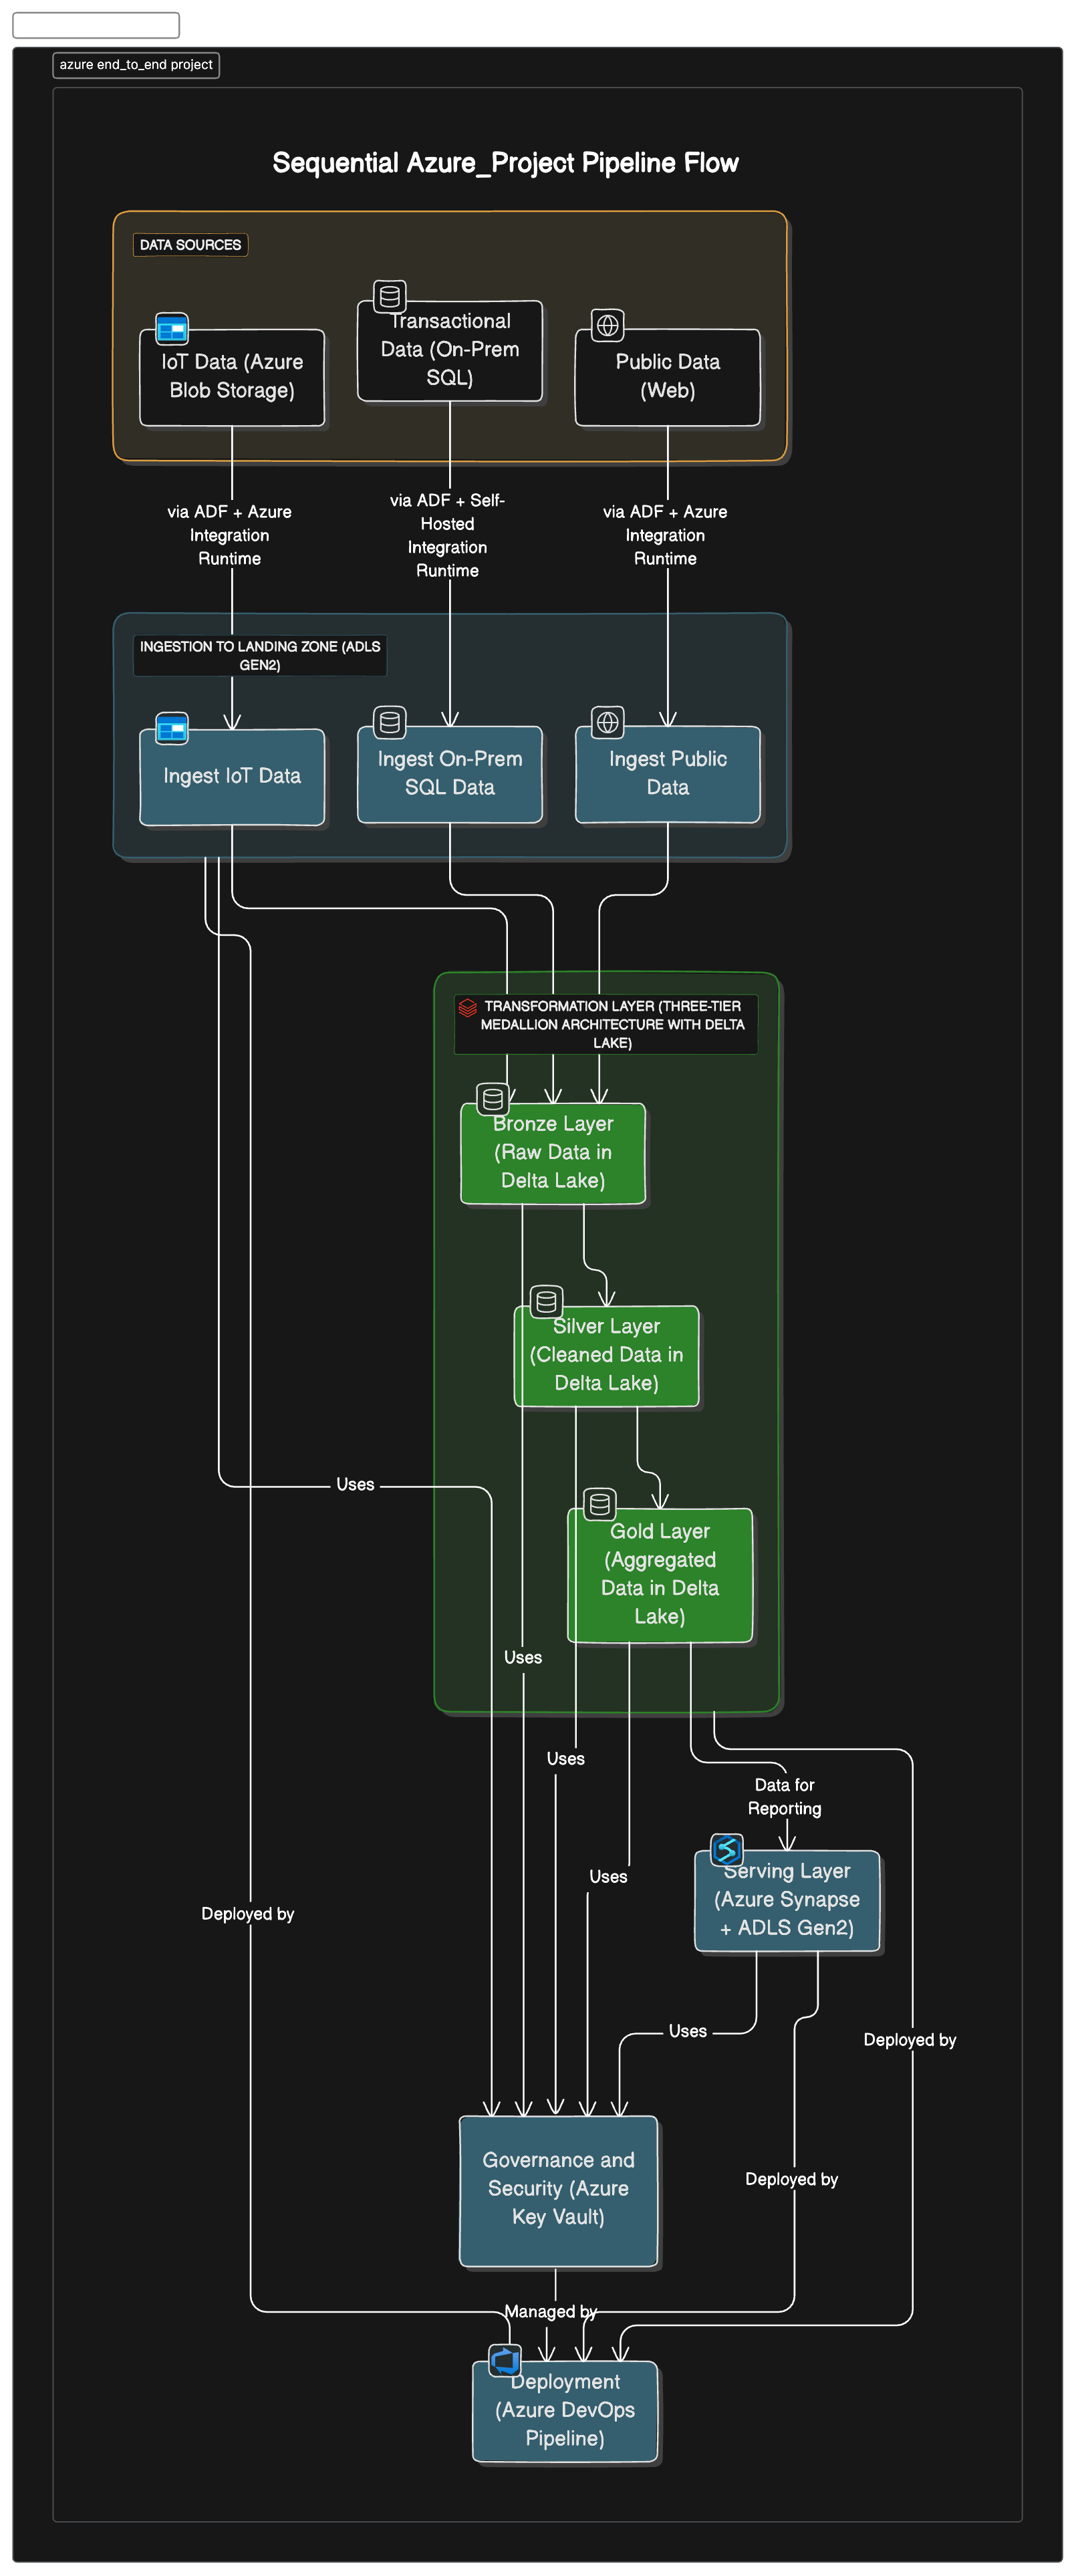 azure end_to_end project
Sequential Azure_Project Pipeline Flow
DATA SOURCES
IoT Data (Azure
Blob Storage)
Transactional
Data (On-Prem
SQL)
Public Data
(Web)
via ADF + Azure
Integration
Runtime
via ADF + Self-
Hosted
Integration
Runtime
via ADF + Azure
Integration
Runtime
INGESTION TO LANDING ZONE (ADLS
GEN2)
Ingest IoT Data
Ingest On-Prem
SQL Data
Ingest Public
Data
TRANSFORMATION LAYER (THREE-TIER
MEDALLION ARCHITECTURE WITH DELTA
LAKE)
Bronze Layer
(Raw Data in
Delta Lake)
Silver Layer
(Cleaned Data in
Delta Lake)
Uses
Gold Layer
(Aggregated
Data in Delta
Lake)
Uses
Uses
Data for
Reporting
Uses
Serving Layer
(Azure Synapse
+ ADLS Gen2)
Deployed by
Uses
Deployed by
Governance and
Security (Azure
Key Vault)
Deployed by
Managed by
Deployment
(Azure DevOps
Pipeline)